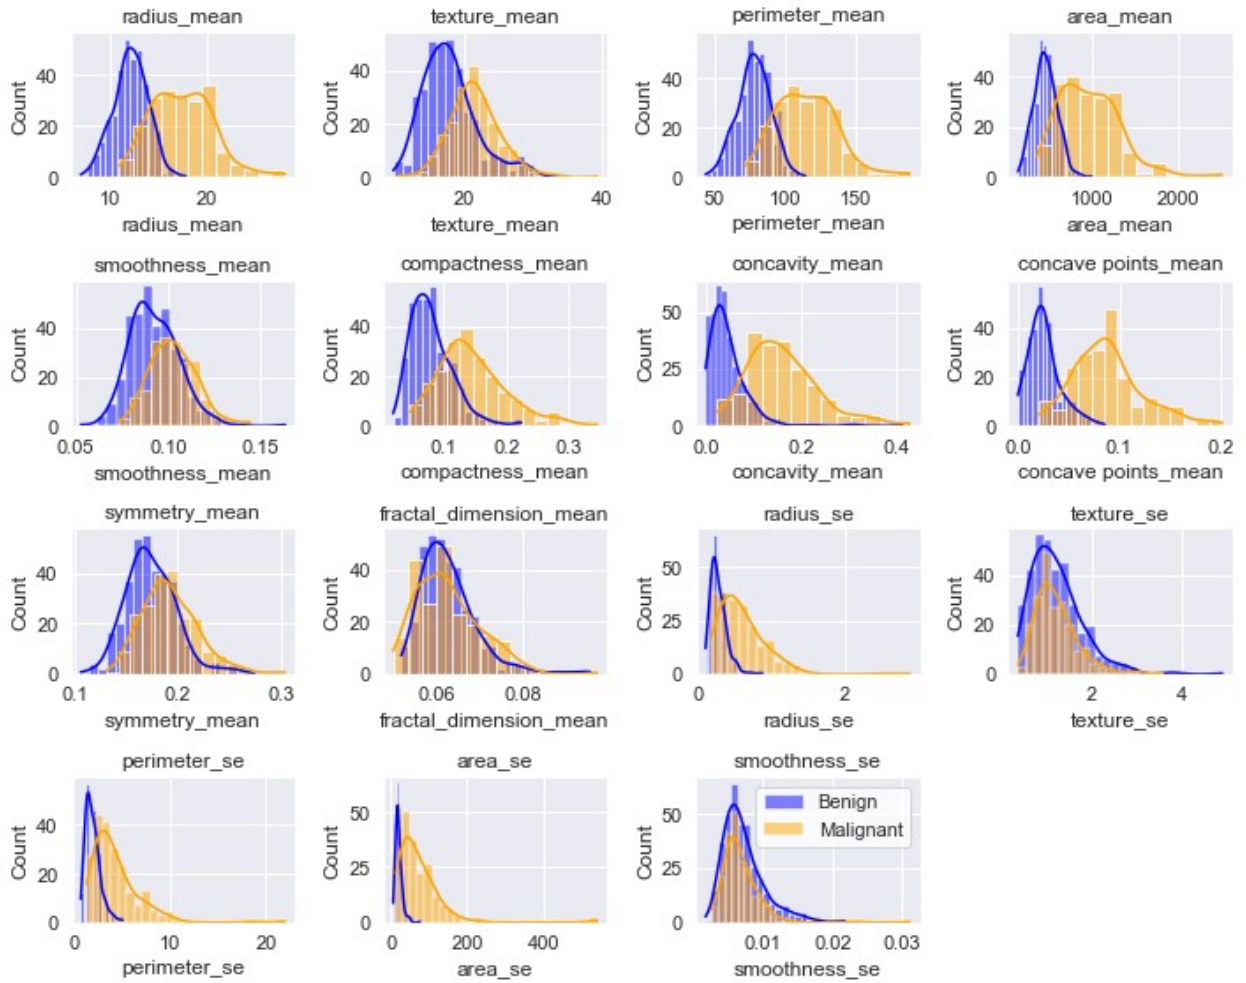 radius_mean texture_mean perimeter_mean area_mean
Count 0 20 40 Count 0 20 40 Count 0 20 40 Count 0 20 40
10 20 20 40 50 100 150 1000 2000
radius_mean texture_mean perimeter_mean area_mean
smoothness_mean compactness_mean concavity_mean concave points_mean
Count 0 20 40 Count 0 20 40 Count 0 25 50 Count 0 20 40
0.05 0.10 0.15 0.1 0.2 0.3 0.0 0.2 0.4 0.0 0.1 0.2
smoothness_mean compactness_mean concavity_mean concave points_mean
symmetry_mean fractal_dimension_mean radius_se texture_se
Count 0 20 40 Count 0 20 40 Count 0 25 50 Count 0 20 40
0.1 0.2 0.3 0.06 0.08 0 2 2 4
symmetry_mean fractal_dimension_mean radius_se texture_se
perimeter_se area_se smoothness_se
Count 0 20 40 Count 0 25 50 Count 0 25 50
Benign
Malignant
0 10 20 0 200 400 0.01 0.02 0.03
perimeter_se area_se smoothness_se